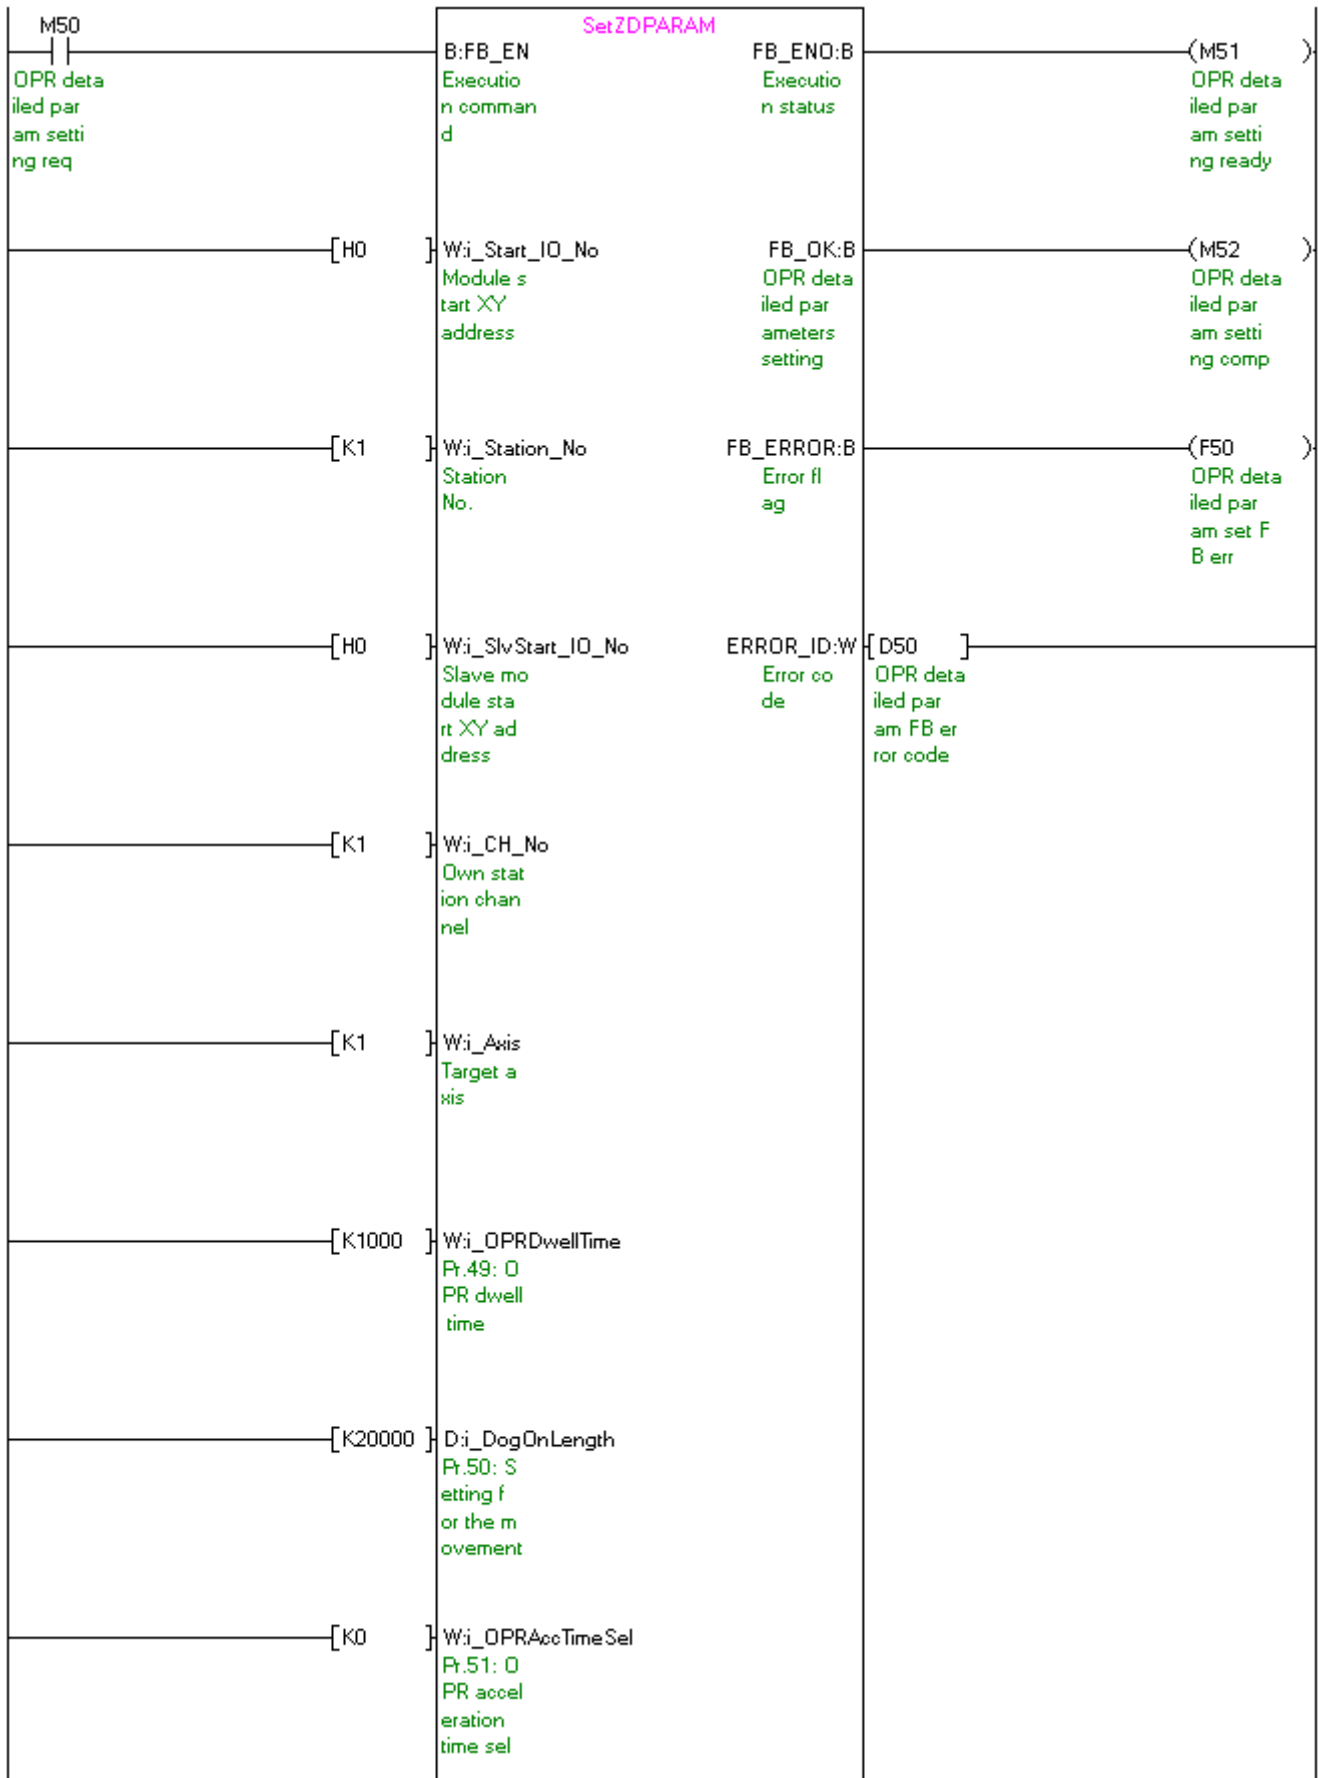 M50
SetZDPARAM
B:FB_EN
FB_ENO:B
(M51 )
OPR deta
iled par
am setti
ng req
Executio
n comman
d
Executio
n status
OPR deta
iled par
am setti
ng ready
[H0 ]
W:i_Start_IO_No
FB_OK:B
(M52 )
Module s
tart XY
address
OPR deta
iled par
ameters
setting
OPR deta
iled par
am setti
ng comp
[K1 ]
W:i_Station_No
FB_ERROR:B
(F50 )
Station
No.
Error fl
ag
OPR deta
iled par
am set F
B err
[H0 ]
W:i_SlvStart_IO_No
ERROR_ID:W
[D50 ]
Slave mo
dule sta
rt XY ad
dress
Error co
de
OPR deta
iled par
am FB er
ror code
[K1 ]
W:i_CH_No
Own stat
ion chan
nel
[K1 ]
W:i_Axis
Target a
xis
[K1000 ]
W:i_OPRDwellTime
Pr.49: O
PR dwell
time
[K20000 ]
D:i_DogOnLength
Pr.50: S
etting f
or the m
ovement
[K0 ]
W:i_OPRAccTimeSel
Pr.51: O
PR accel
eration
time sel